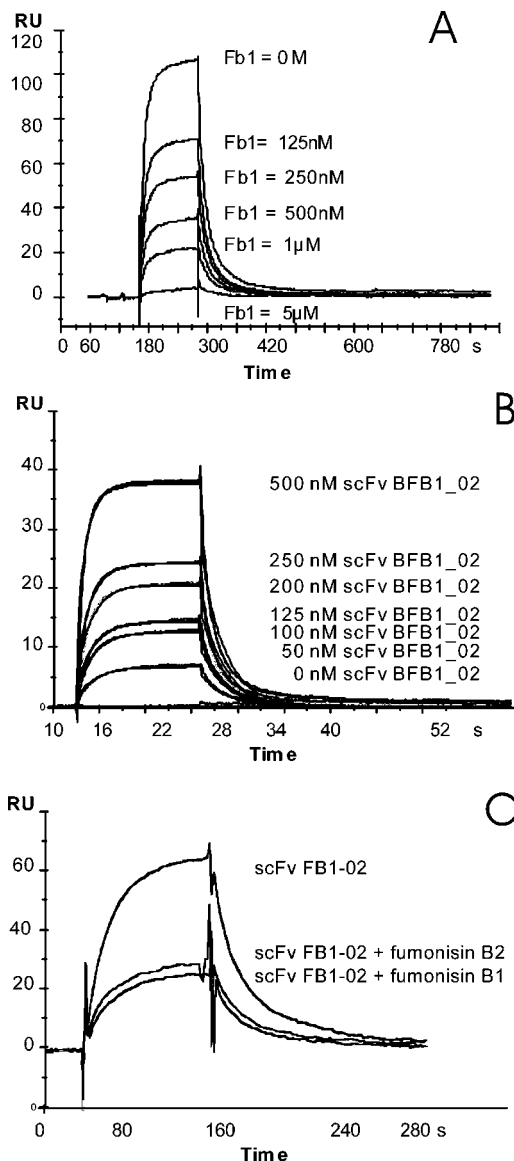 RU
A
120
100
80
60
40
20
0
Fb1 = 0 M
Fb1= 125nM
Fb1 = 250nM
Fb1 = 500nM
Fb1 = 1µM
Fb1 = 5µM
0 60 180 300 420 600 780 s
Time
RU
B
40
30
20
10
0
500 nM scFv BFB1_02
250 nM scFv BFB1_02
200 nM scFv BFB1_02
125 nM scFv BFB1_02
100 nM scFv BFB1_02
50 nM scFv BFB1_02
0 nM scFv BFB1_02
10 16 22 28 34 40 52 s
Time
RU
C
60
40
20
0
0
scFv FB1-02
scFv FB1-02 + fumonisin B2
scFv FB1-02 + fumonisin B1
0 80 160 240 280 s
Time